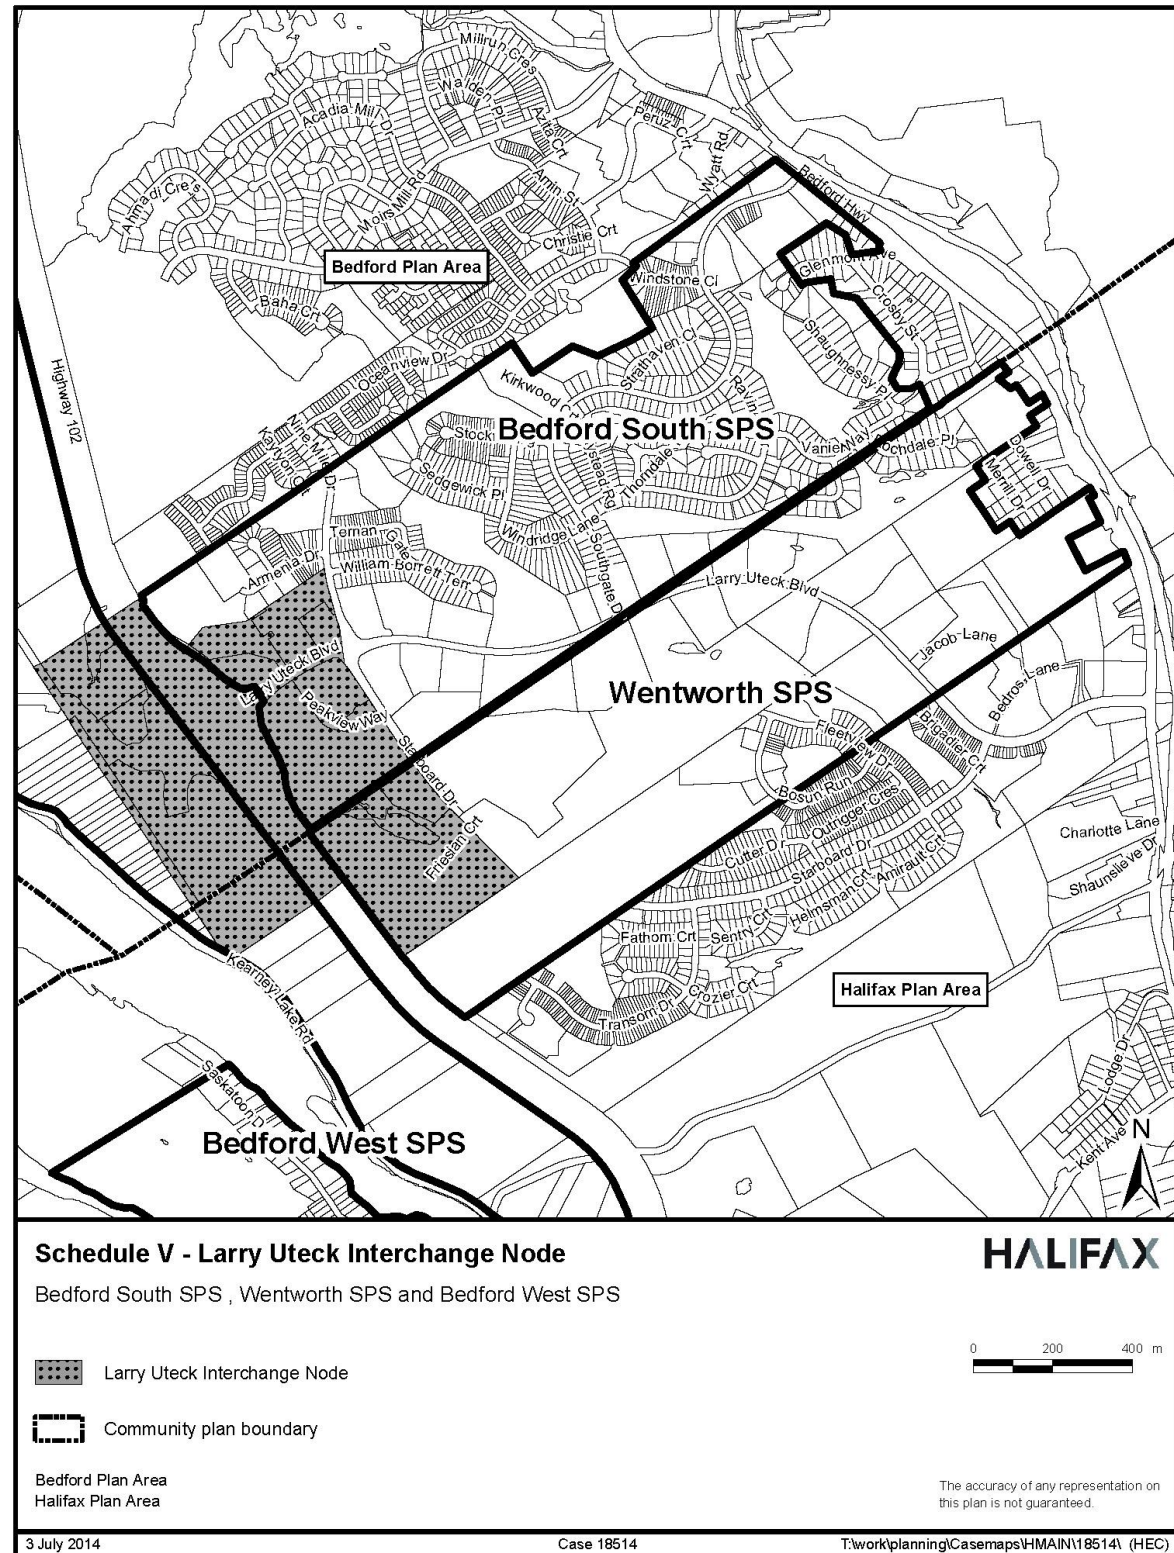 Millrun Cres
Walden Pl
Azita Crt
Acadia Mill Dr
Peruz Crt
Wyatt Rd
Ahmadi Cres
Moirs Mill Rd
Amin St
Bedford Hwy
Christie Crt
Bedford Plan Area
Glenmont Ave
Windstone Cl
Baha Crt
Crosby St
Shaughnessy Pl
Strathaven Cl
Oceanview Dr
Highway 102
Kirkwood
Nine Mile Dr
Bedford South SPS
Stock
Vanier Way
Rochdale Pl
Sedgewick Pl
Thorndale
Dowell Dr
Merrill Dr
Windridge Lane
Ternan
Gate
Armenia Dr
William Borrett Terr
Southgate D
Larry Uteck Blvd
Jacob Lane
Larry Uteck Blvd
Wentworth SPS
Bedros Lane
Peakview Way
Brigadier Crt
Fleetview Dr
Starboard Dr
Bosun Run
Outrigger Cres
Charlotte Lane
Friesian Crt
Cutter Dr
Starboard Dr
Amirault Crt
Shaunslieve Dr
Helmsman Crt
Fathom Crt
Sentry Crt
Kearney Lake Rd
Crozier Crt
Halifax Plan Area
Transom Dr
Lodge Dr
Saskatoon D
Bedford West SPS
Kent Ave
N
Schedule V - Larry Uteck Interchange Node
HALIFAX
Bedford South SPS , Wentworth SPS and Bedford West SPS
0 200 400 m
Larry Uteck Interchange Node
Community plan boundary
Bedford Plan Area
Halifax Plan Area
The accuracy of any representation on
this plan is not guaranteed.
3 July 2014 Case 18514 T:\work\planning\Casemaps\HMAIN\18514\ (HEC)